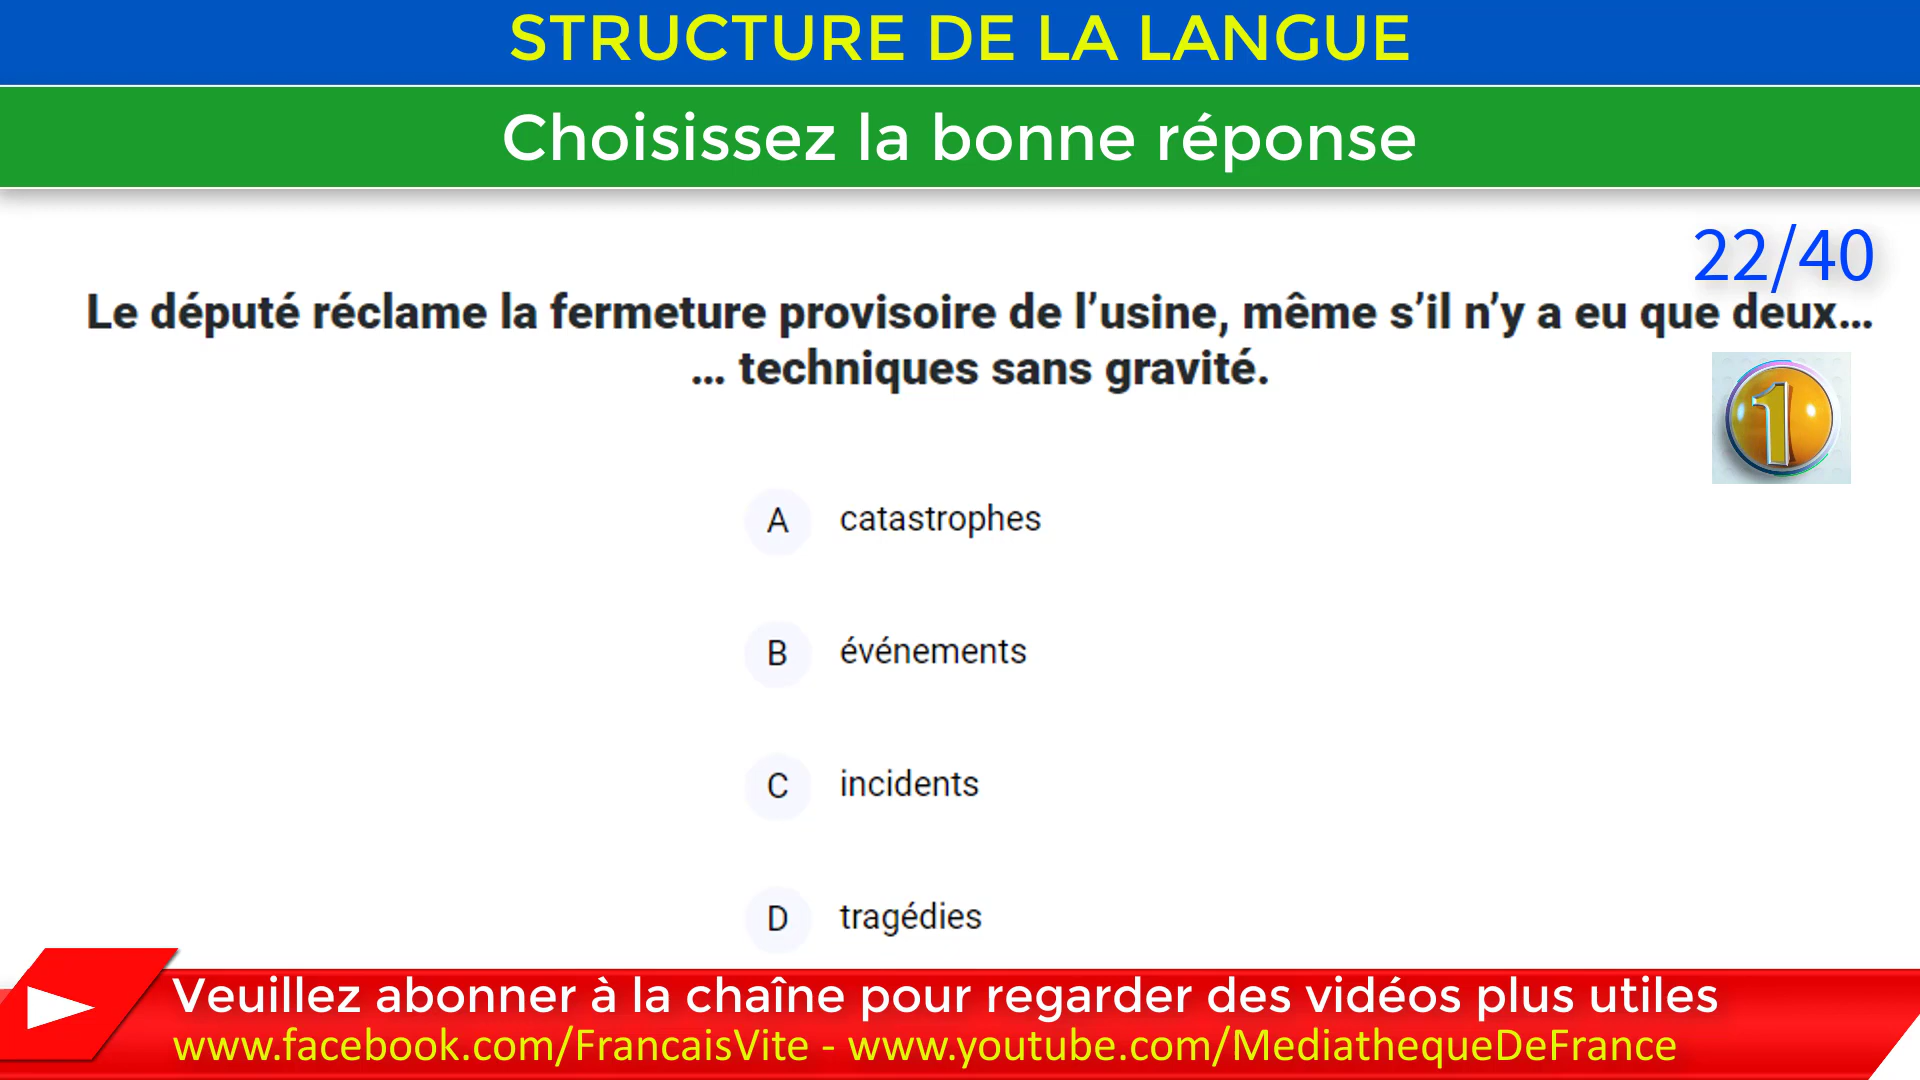 STRUCTURE DE LA LANGUE
Choisissez la bonne réponse
22/40
Le député réclame la fermeture provisoire de l’usine, même s’il n’y a eu que deux…
… techniques sans gravité.
1
A catastrophes
B événements
C incidents
D tragédies
Veuillez abonner à la chaîne pour regarder des vidéos plus utiles
www.facebook.com/FrancaisVite - www.youtube.com/MediathequeDeFrance